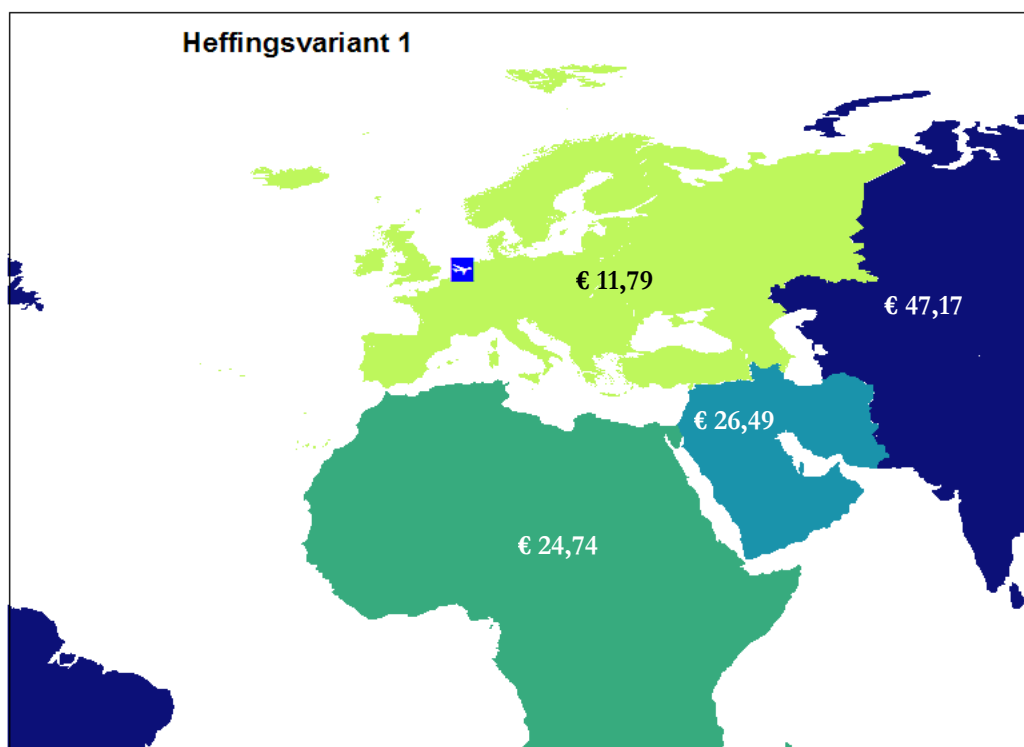 Heffingsvariant 1
€ 11,79
€ 47,17
€ 26,49
€ 24,74